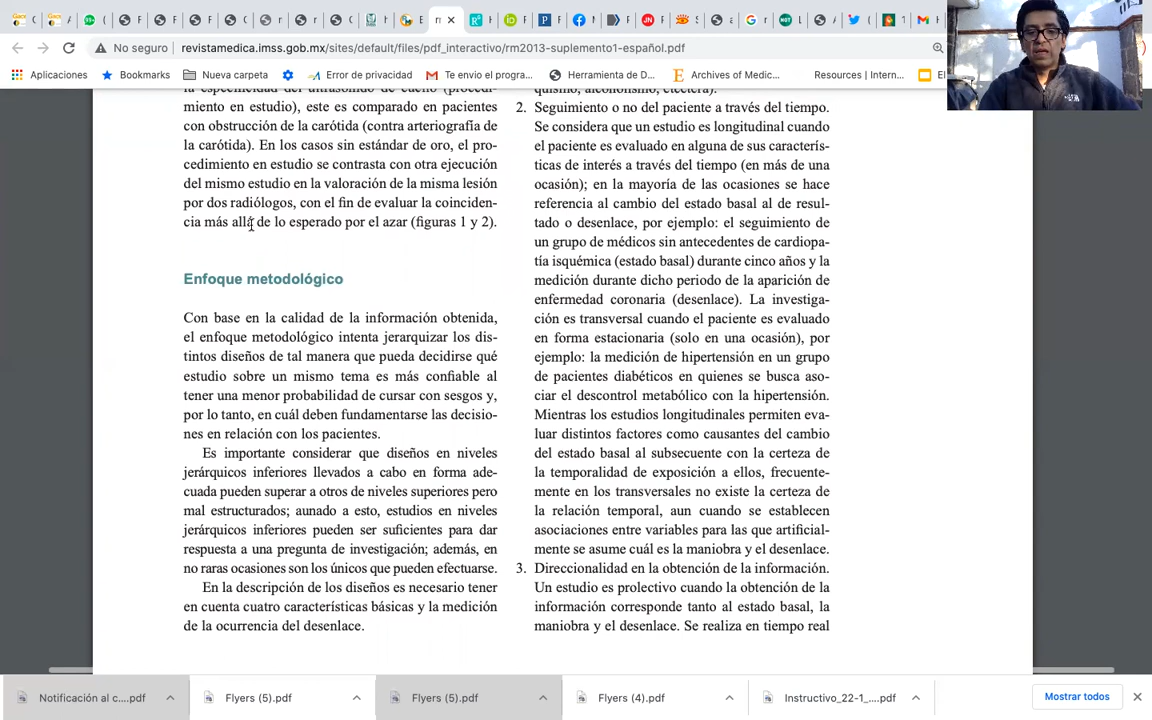 No seguro
revistamedica.imss.gob.mx/sites/default/files/pdf_interactivo/rm2013-suplemento1-español.pdf
Aplicaciones
Bookmarks
Nueva carpeta
Error de privacidad
Te envio el progra...
Herramienta de D...
Archives of Medic...
Resources | Intern...
la especificidad del ultrasonido de cuello (procedi-
miento en estudio), este es comparado en pacientes
con obstrucción de la carótida (contra arteriografía de
la carótida). En los casos sin estándar de oro, el pro-
cedimiento en estudio se contrasta con otra ejecución
del mismo estudio en la valoración de la misma lesión
por dos radiólogos, con el fin de evaluar la coinciden-
cia más allá de lo esperado por el azar (figuras 1 y 2).
Enfoque metodológico
Con base en la calidad de la información obtenida,
el enfoque metodológico intenta jerarquizar los dis-
tintos diseños de tal manera que pueda decidirse qué
estudio sobre un mismo tema es más confiable al
tener una menor probabilidad de cursar con sesgos y,
por lo tanto, en cuál deben fundamentarse las decisio-
nes en relación con los pacientes.
Es importante considerar que diseños en niveles
jerárquicos inferiores llevados a cabo en forma ade-
cuada pueden superar a otros de niveles superiores pero
mal estructurados; aunado a esto, estudios en niveles
jerárquicos inferiores pueden ser suficientes para dar
respuesta a una pregunta de investigación; además, en
no raras ocasiones son los únicos que pueden efectuarse.
En la descripción de los diseños es necesario tener
en cuenta cuatro características básicas y la medición
de la ocurrencia del desenlace.
quismo, alcoholismo, etcétera).
2. Seguimiento o no del paciente a través del tiempo.
Se considera que un estudio es longitudinal cuando
el paciente es evaluado en alguna de sus caracterís-
ticas de interés a través del tiempo (en más de una
ocasión); en la mayoría de las ocasiones se hace
referencia al cambio del estado basal al de resul-
tado o desenlace, por ejemplo: el seguimiento de
un grupo de médicos sin antecedentes de cardiopa-
tía isquémica (estado basal) durante cinco años y la
medición durante dicho periodo de la aparición de
enfermedad coronaria (desenlace). La investiga-
ción es transversal cuando el paciente es evaluado
en forma estacionaria (solo en una ocasión), por
ejemplo: la medición de hipertensión en un grupo
de pacientes diabéticos en quienes se busca aso-
ciar el descontrol metabólico con la hipertensión.
Mientras los estudios longitudinales permiten eva-
luar distintos factores como causantes del cambio
del estado basal al subsecuente con la certeza de
la temporalidad de exposición a ellos, frecuente-
mente en los transversales no existe la certeza de
la relación temporal, aun cuando se establecen
asociaciones entre variables para las que artificial-
mente se asume cuál es la maniobra y el desenlace.
3. Direccionalidad en la obtención de la información.
Un estudio es prolectivo cuando la obtención de la
información corresponde tanto al estado basal, la
maniobra y el desenlace. Se realiza en tiempo real
Notificación al c....pdf
Flyers (5).pdf
Flyers (5).pdf
Flyers (4).pdf
Instructivo_22-1_....pdf
Mostrar todos